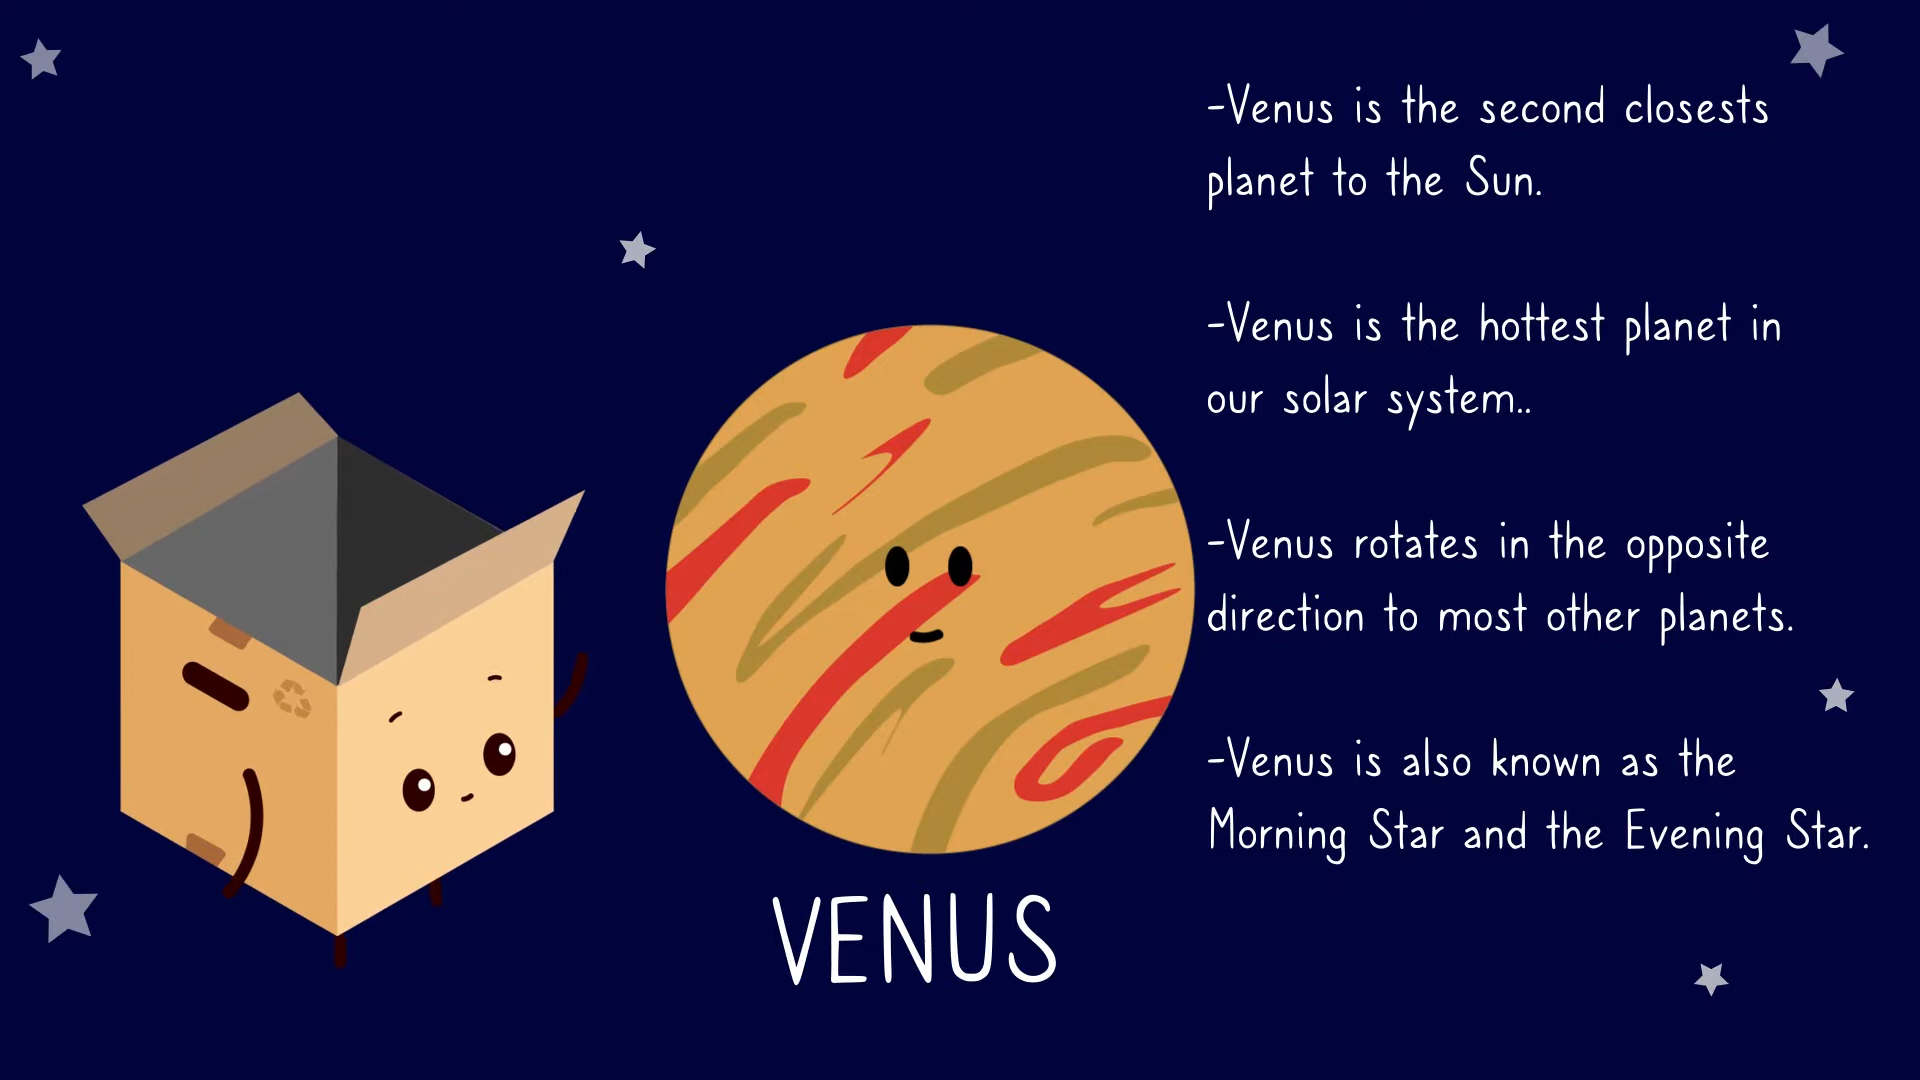 -Venus is the second closests
planet to the Sun.
-Venus is the hottest planet in
our solar system..
-Venus rotates in the opposite
direction to most other planets.
-Venus is also known as the
Morning Star and the Evening Star.
VENUS